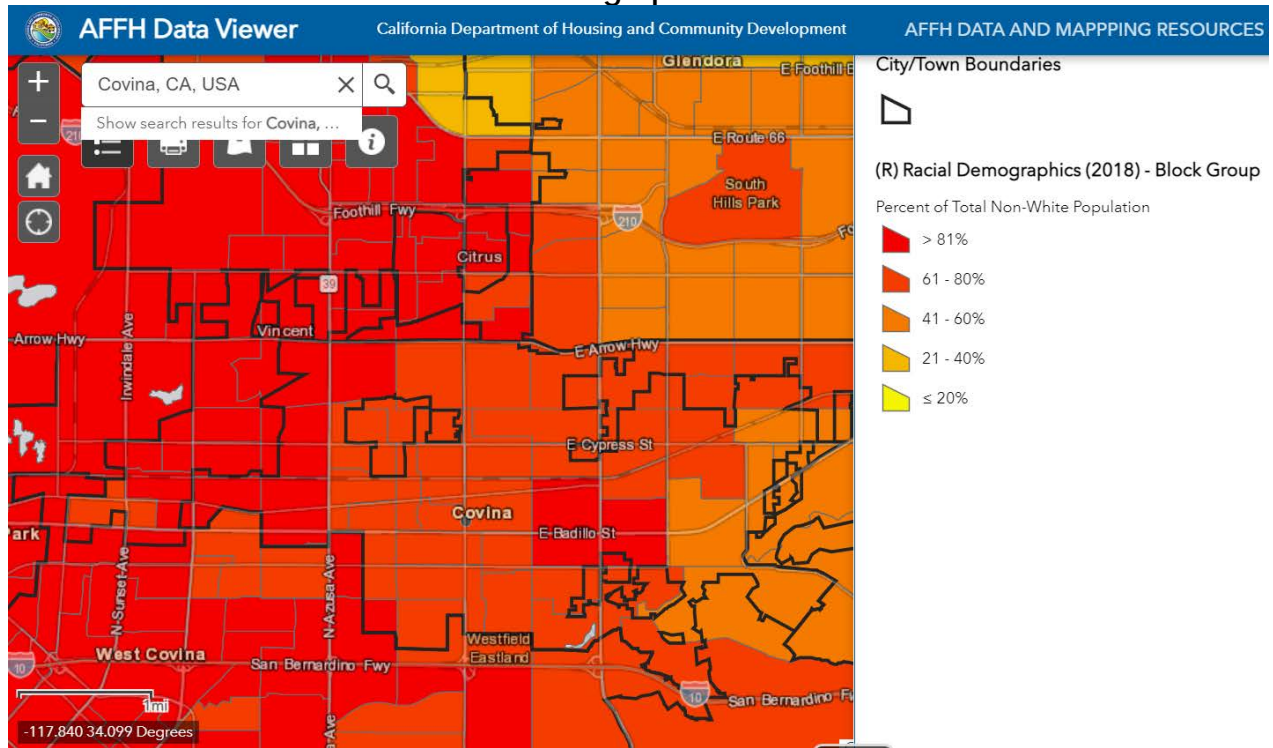 AFFH Data Viewer
California Department of Housing and Community Development
AFFH DATA AND MAPPPING RESOURCES
+
Covina, CA, USA
Show search results for Covina, ...
−
Glendora
E Foothill
E Route 66
South
Hills Park
Foothill Fwy
210
Citrus
39
Vincent
Arrow Hwy
E Arrow Hwy
Irwindale Ave
E Cypress St
Covina
E Badillo St
Park
N-Sunset-Ave
N-Azusa-Ave
West Covina
Westfield
Eastland
San Bernardino Fwy
10
10
San Bernardino
1mi
-117.840 34.099 Degrees
City/Town Boundaries
(R) Racial Demographics (2018) - Block Group
Percent of Total Non-White Population
> 81%
61 - 80%
41 - 60%
21 - 40%
≤ 20%